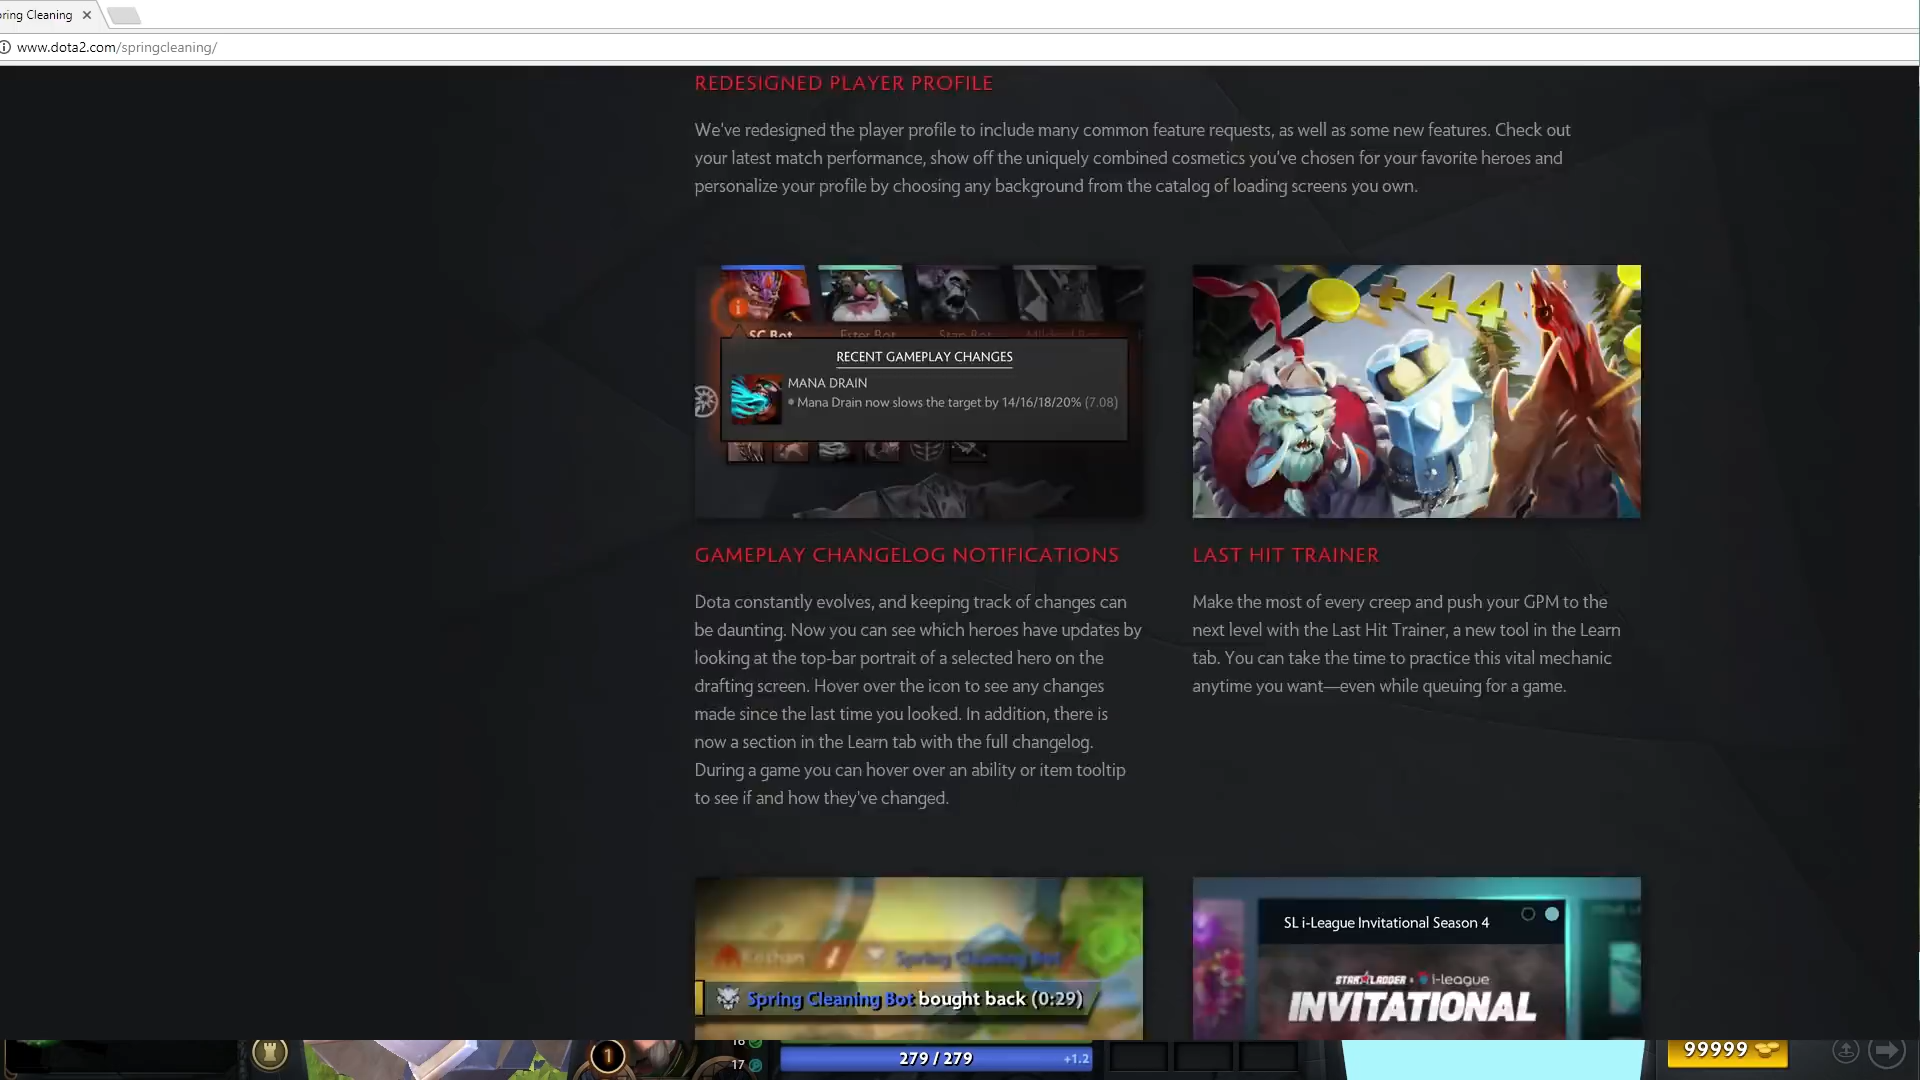 ring Cleaning
www.dota2.com/springcleaning/
REDESIGNED PLAYER PROFILE
We've redesigned the player profile to include many common feature requests, as well as some new features. Check out
your latest match performance, show off the uniquely combined cosmetics you've chosen for your favorite heroes and
personalize your profile by choosing any background from the catalog of loading screens you own.
SC Bot
RECENT GAMEPLAY CHANGES
MANA DRAIN
Mana Drain now slows the target by 14/16/18/20% (7.08)
+44
GAMEPLAY CHANGELOG NOTIFICATIONS
Dota constantly evolves, and keeping track of changes can
be daunting. Now you can see which heroes have updates by
looking at the top-bar portrait of a selected hero on the
drafting screen. Hover over the icon to see any changes
made since the last time you looked. In addition, there is
now a section in the Learn tab with the full changelog.
During a game you can hover over an ability or item tooltip
to see if and how they've changed.
LAST HIT TRAINER
Make the most of every creep and push your GPM to the
next level with the Last Hit Trainer, a new tool in the Learn
tab. You can take the time to practice this vital mechanic
anytime you want—even while queuing for a game.
Roshan Spring Cleaning Bot
Spring Cleaning Bot bought back (0:29)
SL i-League Invitational Season 4
STAR LADDER i-league
INVITATIONAL
1
17
279 / 279
+1.2
99999